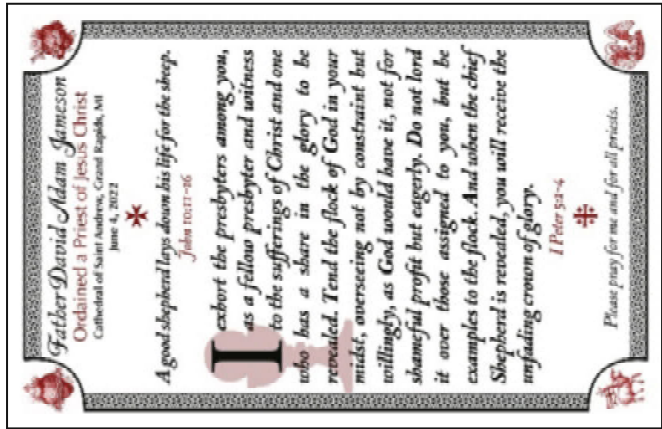 Father David Adam Jameson
Ordained a Priest of Jesus Christ
Cathedral of Saint Andrew, Grand Rapids, MI
June 4, 2022
A good shepherd lays down his life for the sheep.
John 10:11-16
I exhort the presbyters among you,
as a fellow presbyter and witness
to the sufferings of Christ and one
who has a share in the glory to be
revealed. Tend the flock of God in your
midst, overseeing not by constraint but
willingly, as God would have it, not for
shameful profit but eagerly. Do not lord
it over those assigned to you, but be
examples to the flock. And when the chief
Shepherd is revealed, you will receive the
unfading crown of glory.
I Peter 5:1-4
Please pray for me and for all priests.